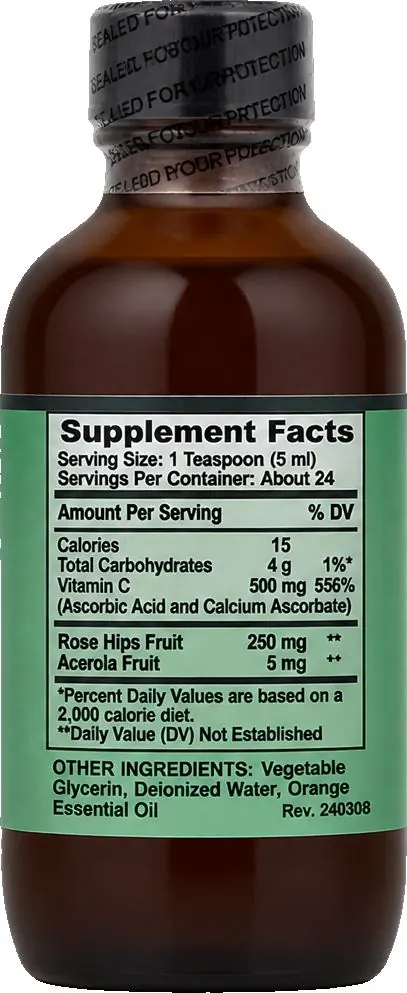 SEALED FOR YOUR PROTECTION
Supplement Facts
Serving Size: 1 Teaspoon (5 ml)
Servings Per Container: About 24
Amount Per Serving % DV
Calories 15
Total Carbohydrates 4 g 1%*
Vitamin C 500 mg 556%
(Ascorbic Acid and Calcium Ascorbate)
Rose Hips Fruit 250 mg **
Acerola Fruit 5 mg **
*Percent Daily Values are based on a
2,000 calorie diet.
**Daily Value (DV) Not Established
OTHER INGREDIENTS: Vegetable
Glycerin, Deionized Water, Orange
Essential Oil Rev. 240308